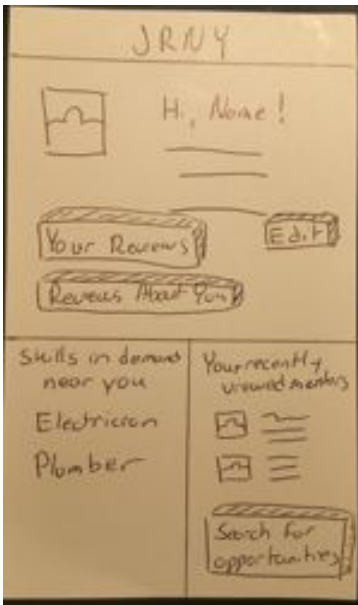 JRNY
Hi, Name!
Your Reviews
Edit
Reviews About You
Skills in demand
near you
Electrician
Plumber
Your recently
viewed mentors
Search for
opportunities